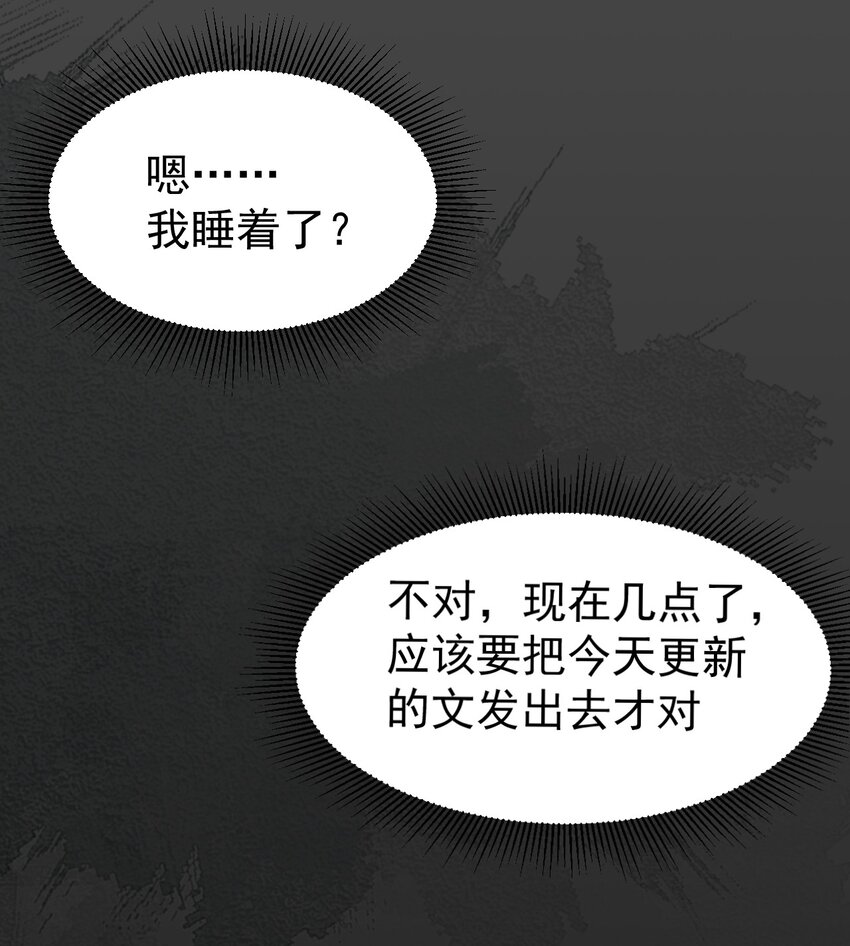 嗯⋯⋯
我睡着了？
不对，现在几点了，
应该要把今天更新
的文发出去才对